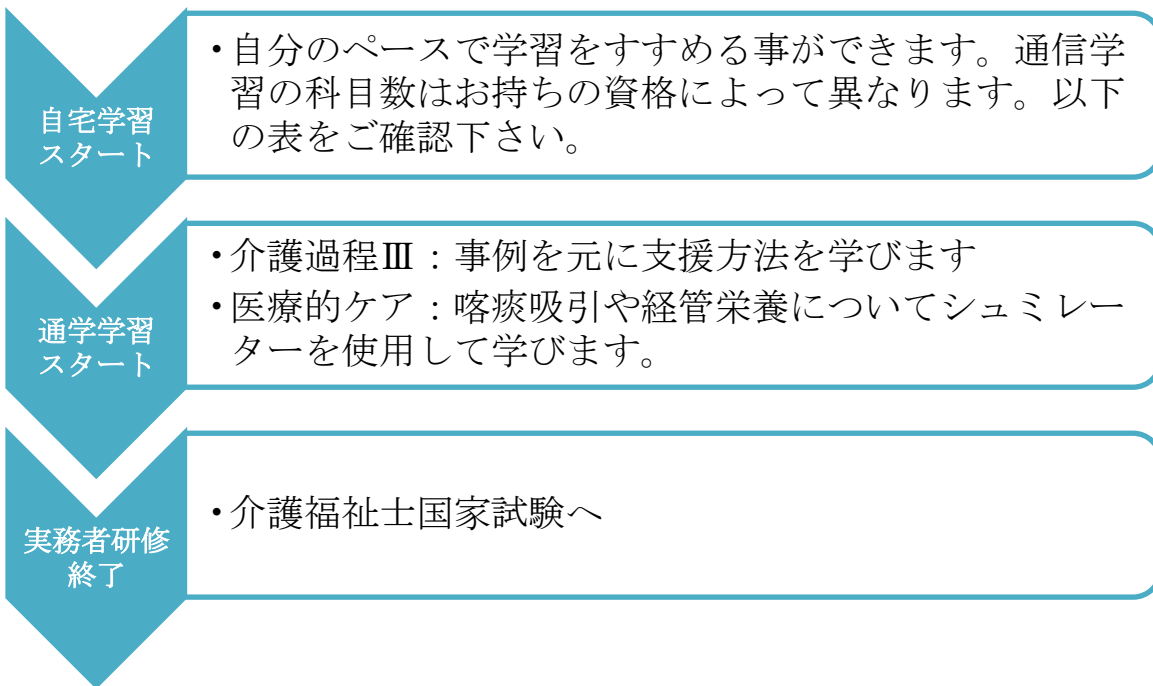 自宅学習
スタート
・自分のペースで学習をすすめる事ができます。通信学
習の科目数はお持ちの資格によって異なります。以下
の表をご確認下さい。
通学学習
スタート
・介護過程Ⅲ：事例を元に支援方法を学びます
・医療的ケア：喀痰吸引や経管栄養についてシュミレー
ターを使用して学びます。
実務者研修
終了
・介護福祉士国家試験へ